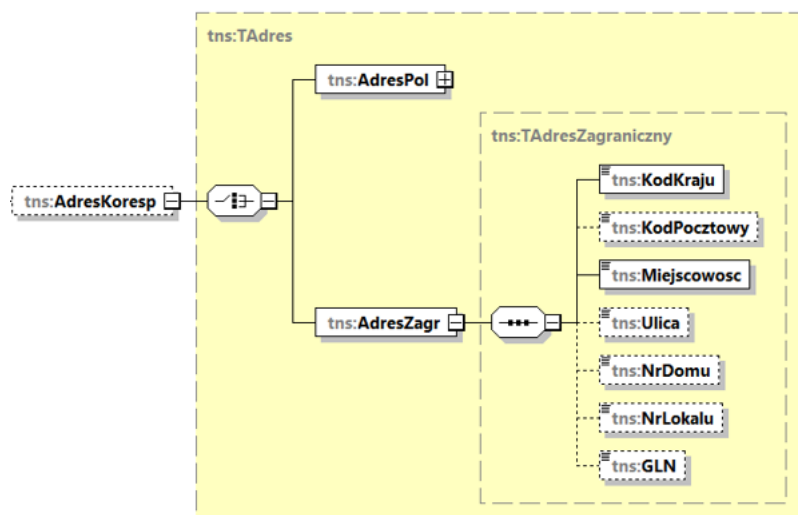 tns:TAdres
tns:AdresPol
tns:TAdresZagraniczny
tns:KodKraju
tns:AdresKoresp
tns:KodPocztowy
tns:Miejscowosc
tns:AdresZagr
tns:Ulica
tns:NrDomu
tns:NrLokalu
tns:GLN